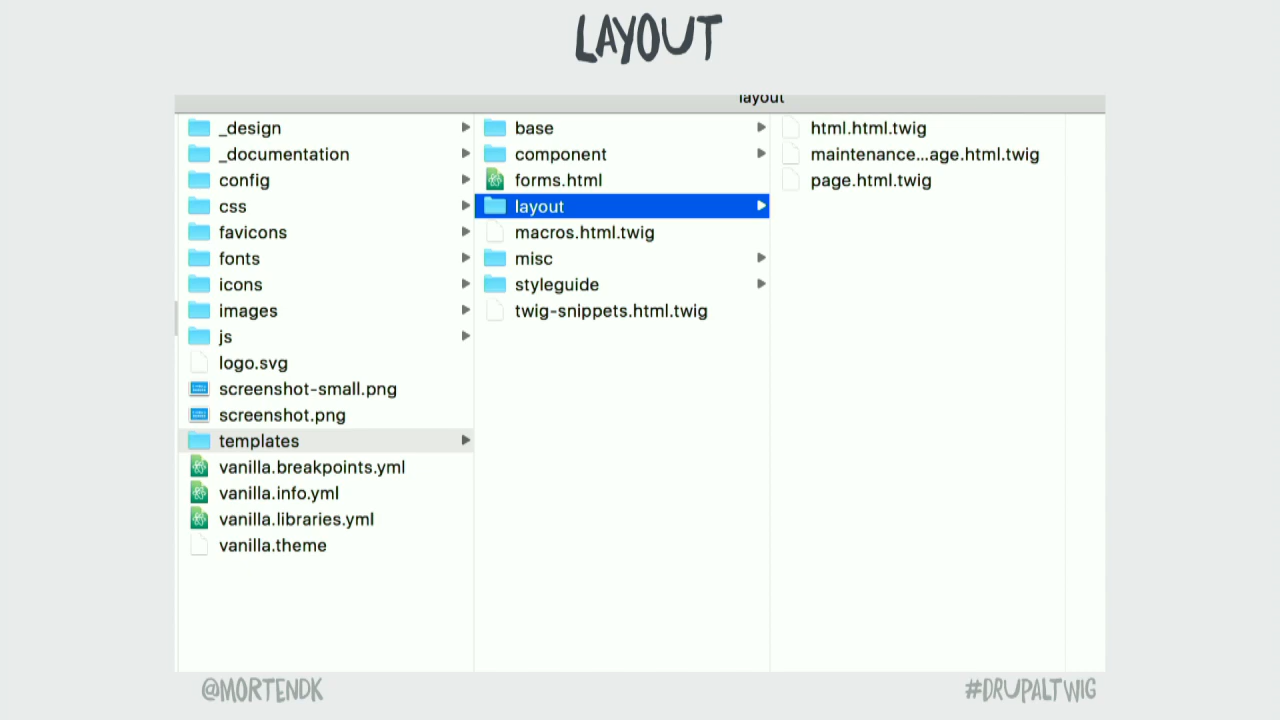 LAYOUT
layout
_design
_documentation
config
css
favicons
fonts
icons
images
js
logo.svg
screenshot-small.png
screenshot.png
templates
vanilla.breakpoints.yml
vanilla.info.yml
vanilla.libraries.yml
vanilla.theme
base
component
forms.html
layout
macros.html.twig
misc
styleguide
twig-snippets.html.twig
html.html.twig
maintenance...age.html.twig
page.html.twig
@MORTENDK
#DRUPALTWIG